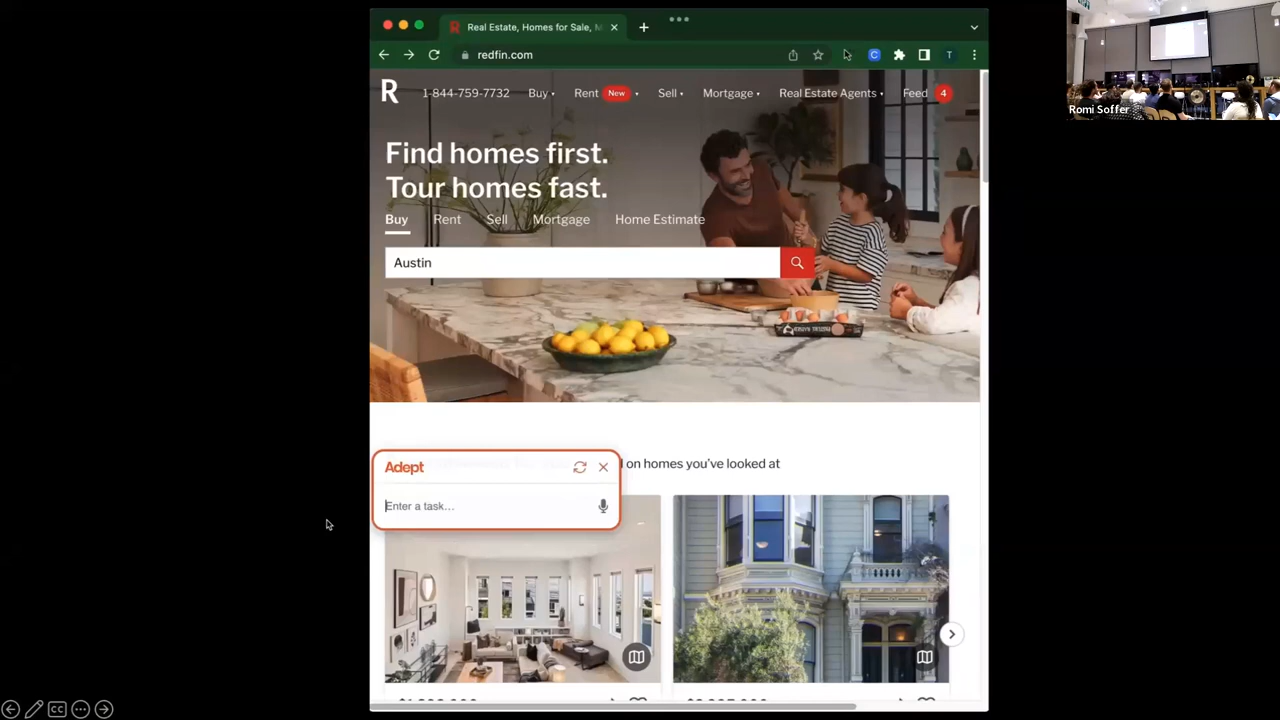 Real Estate, Homes for Sale, M
redfin.com
T
R 1-844-759-7732 Buy Rent New Sell Mortgage Real Estate Agents Feed 4
Find homes first.
Tour homes fast.
Buy Rent Sell Mortgage Home Estimate
Austin
Adept
Enter a task...
d on homes you've looked at
Romi Soffer
CC